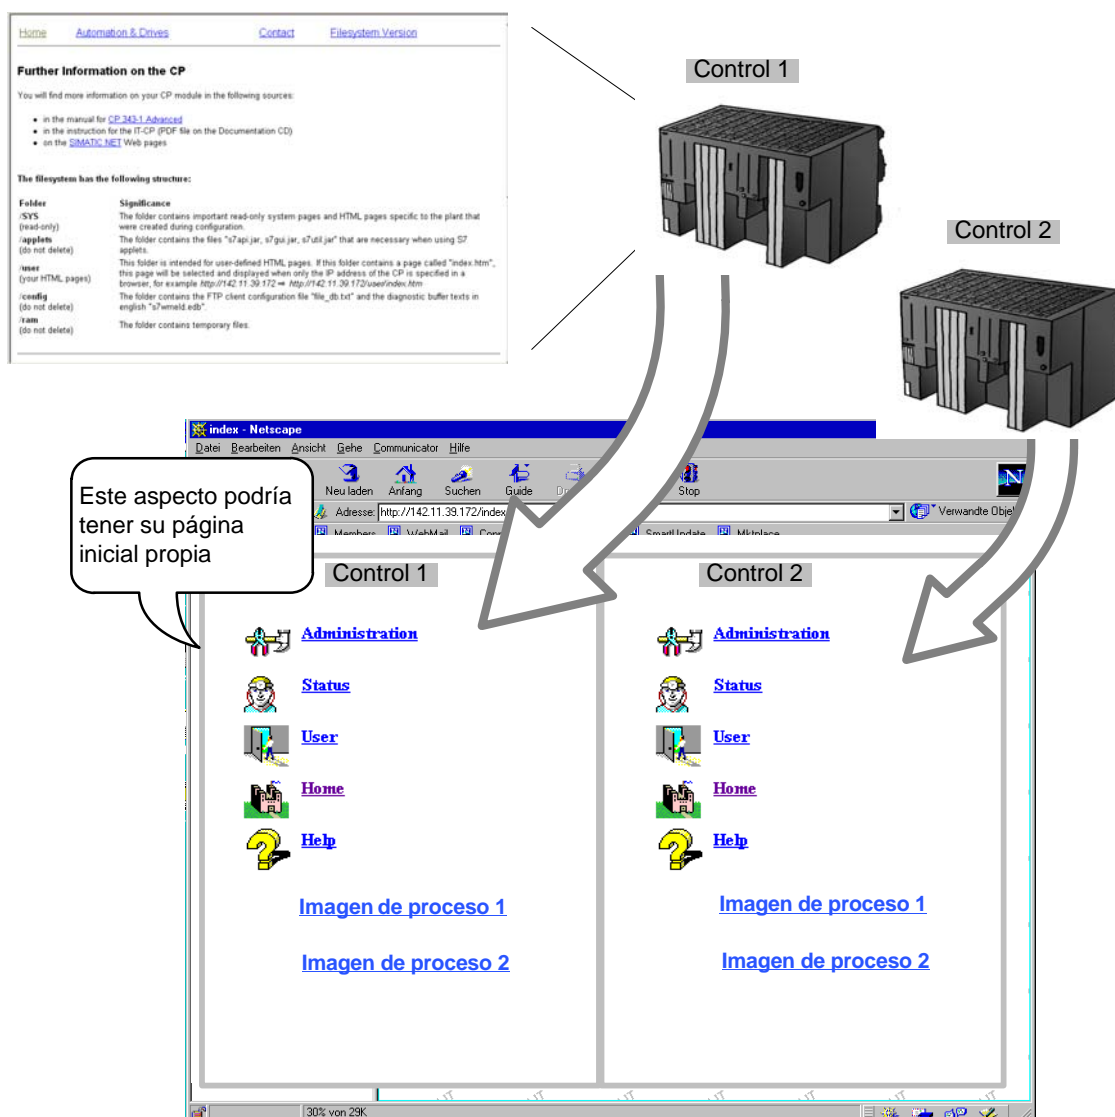 Home Automation & Drives Contact Filesystem Version
Further Information on the CP
You will find more information on your CP module in the following sources:
• in the manual for CP 343-1 Advanced
• in the instruction for the IT-CP (PDF file on the Documentation CD)
• on the SIMATIC NET Web pages
The filesystem has the following structure:
Folder Significance
/SYS
(read-only)
The folder contains important read-only system pages and HTML pages specific to the plant that
were created during configuration.
/applets
(do not delete)
The folder contains the files "s7api.jar, s7gui.jar, s7util.jar" that are necessary when using S7
applets.
/user
(your HTML pages)
This folder is intended for user-defined HTML pages. If this folder contains a page called "index.htm",
this page will be selected and displayed when only the IP address of the CP is specified in a
browser, for example http://142.11.39.172 ⇒ http://142.11.39.172/user/index.htm
/config
(do not delete)
The folder contains the FTP client configuration file "file_db.txt" and the diagnostic buffer texts in
english "s7wmeld.edb".
/ram
(do not delete)
The folder contains temporary files.
Control 1
Control 2
index - Netscape
Datei Bearbeiten Ansicht Gehe Communicator Hilfe
Neu laden Anfang Suchen Guide Stop
Adresse: http://142.11.39.172/index
Verwandte Obje
Members WebMail SmartUpdate Mktplace
Este aspecto podría
tener su página
inicial propia
Control 1
Administration
Status
User
Home
Help
Imagen de proceso 1
Imagen de proceso 2
Control 2
Administration
Status
User
Home
Help
Imagen de proceso 1
Imagen de proceso 2
30% von 29K